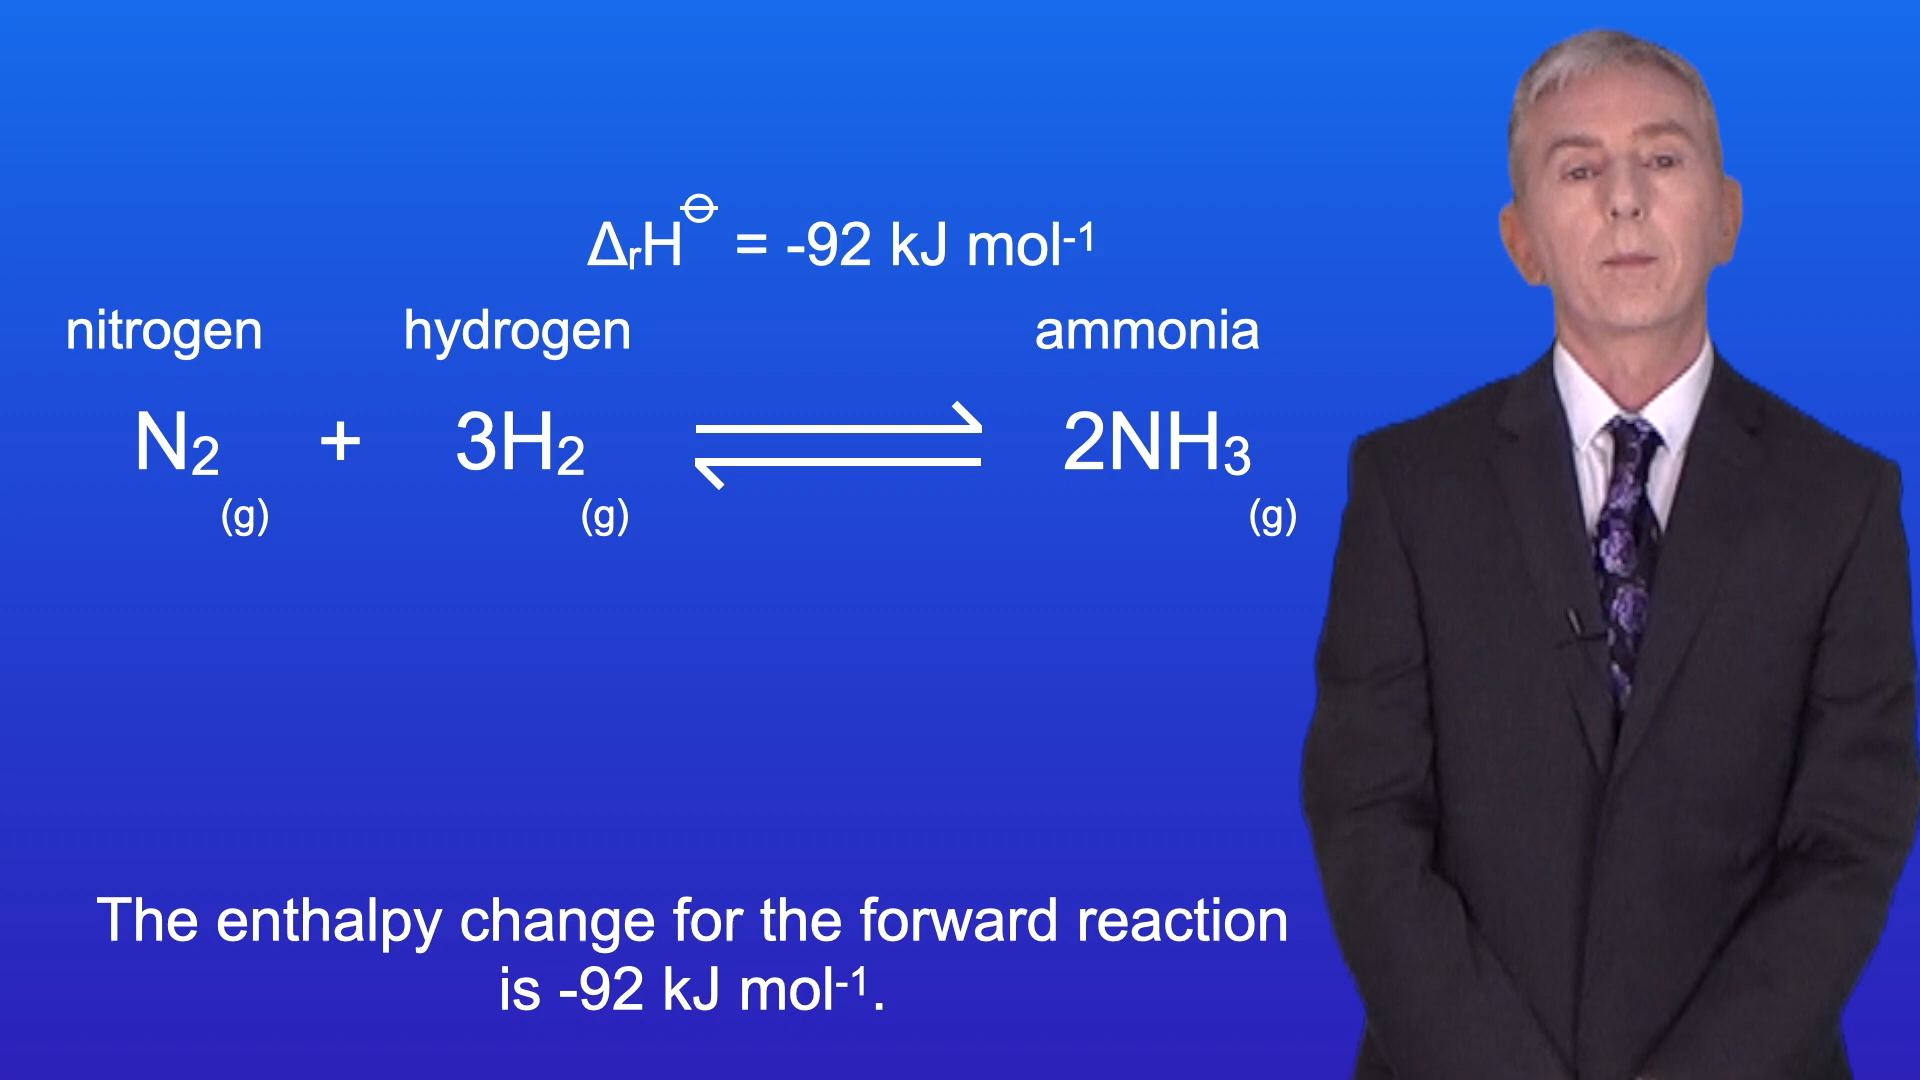 ΔrH⦵ = -92 kJ mol-1
nitrogen hydrogen ammonia
N2 + 3H2 ⇌ 2NH3
(g) (g) (g)
The enthalpy change for the forward reaction
is -92 kJ mol-1.